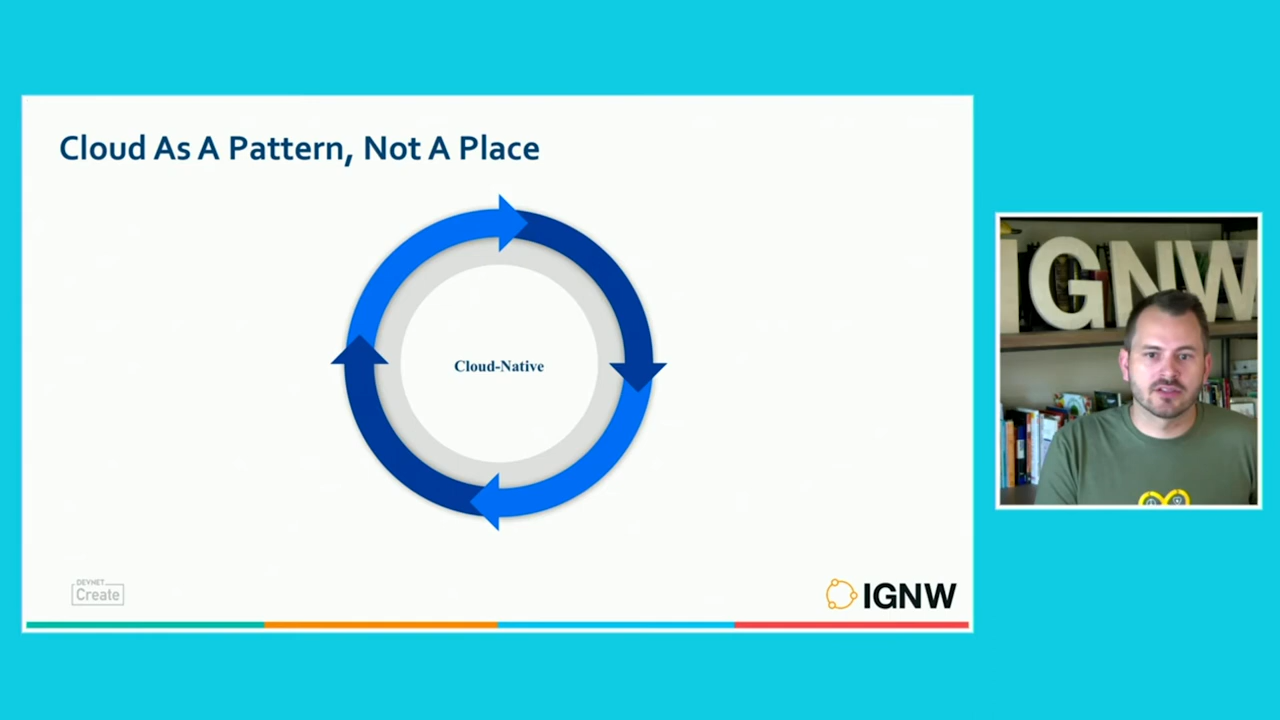 Cloud As A Pattern, Not A Place
Cloud-Native
DEVNET
Create
IGNW
IGNW